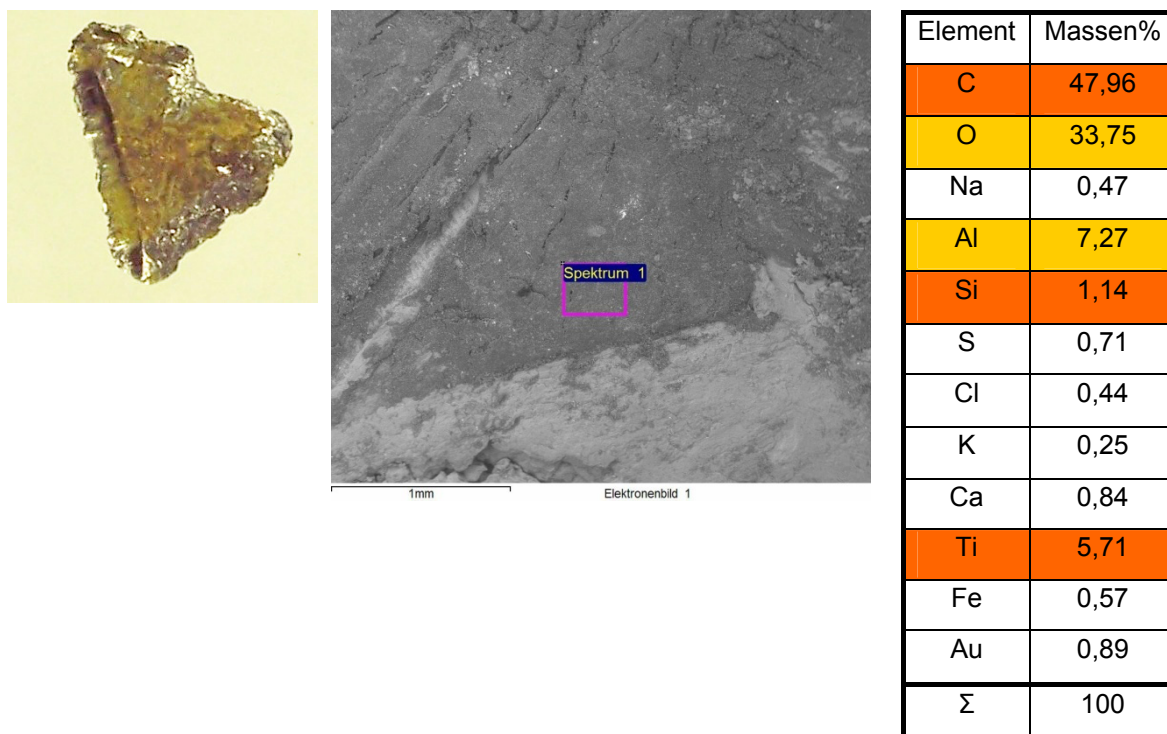 Spektrum 1
1mm
Elektronenbild 1
Element Massen%
C 47,96
O 33,75
Na 0,47
Al 7,27
Si 1,14
S 0,71
Cl 0,44
K 0,25
Ca 0,84
Ti 5,71
Fe 0,57
Au 0,89
Σ 100